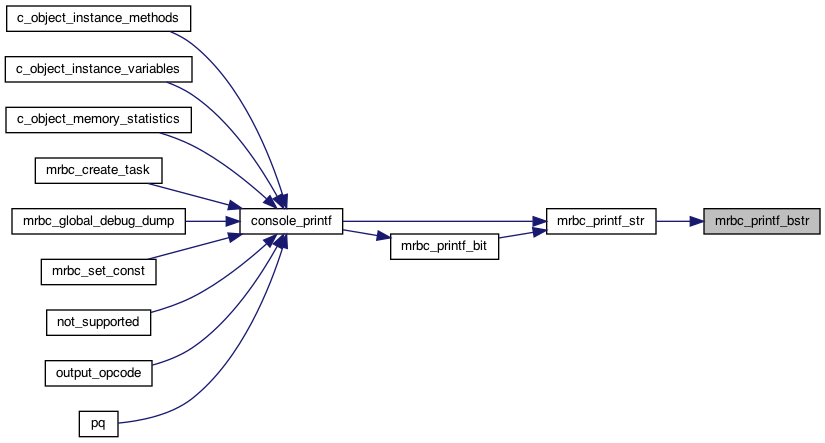 c_object_instance_methods
c_object_instance_variables
c_object_memory_statistics
mrbc_create_task
mrbc_global_debug_dump
mrbc_set_const
not_supported
output_opcode
pq
console_printf
mrbc_printf_bit
mrbc_printf_str
mrbc_printf_bstr